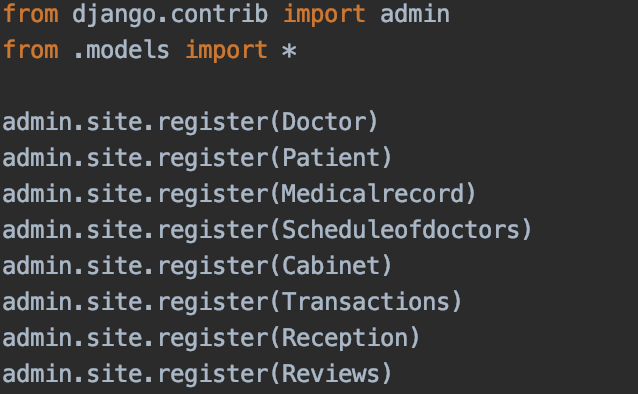 from django.contrib import admin
from .models import *
admin.site.register(Doctor)
admin.site.register(Patient)
admin.site.register(Medicalrecord)
admin.site.register(Scheduleofdoctors)
admin.site.register(Cabinet)
admin.site.register(Transactions)
admin.site.register(Reception)
admin.site.register(Reviews)